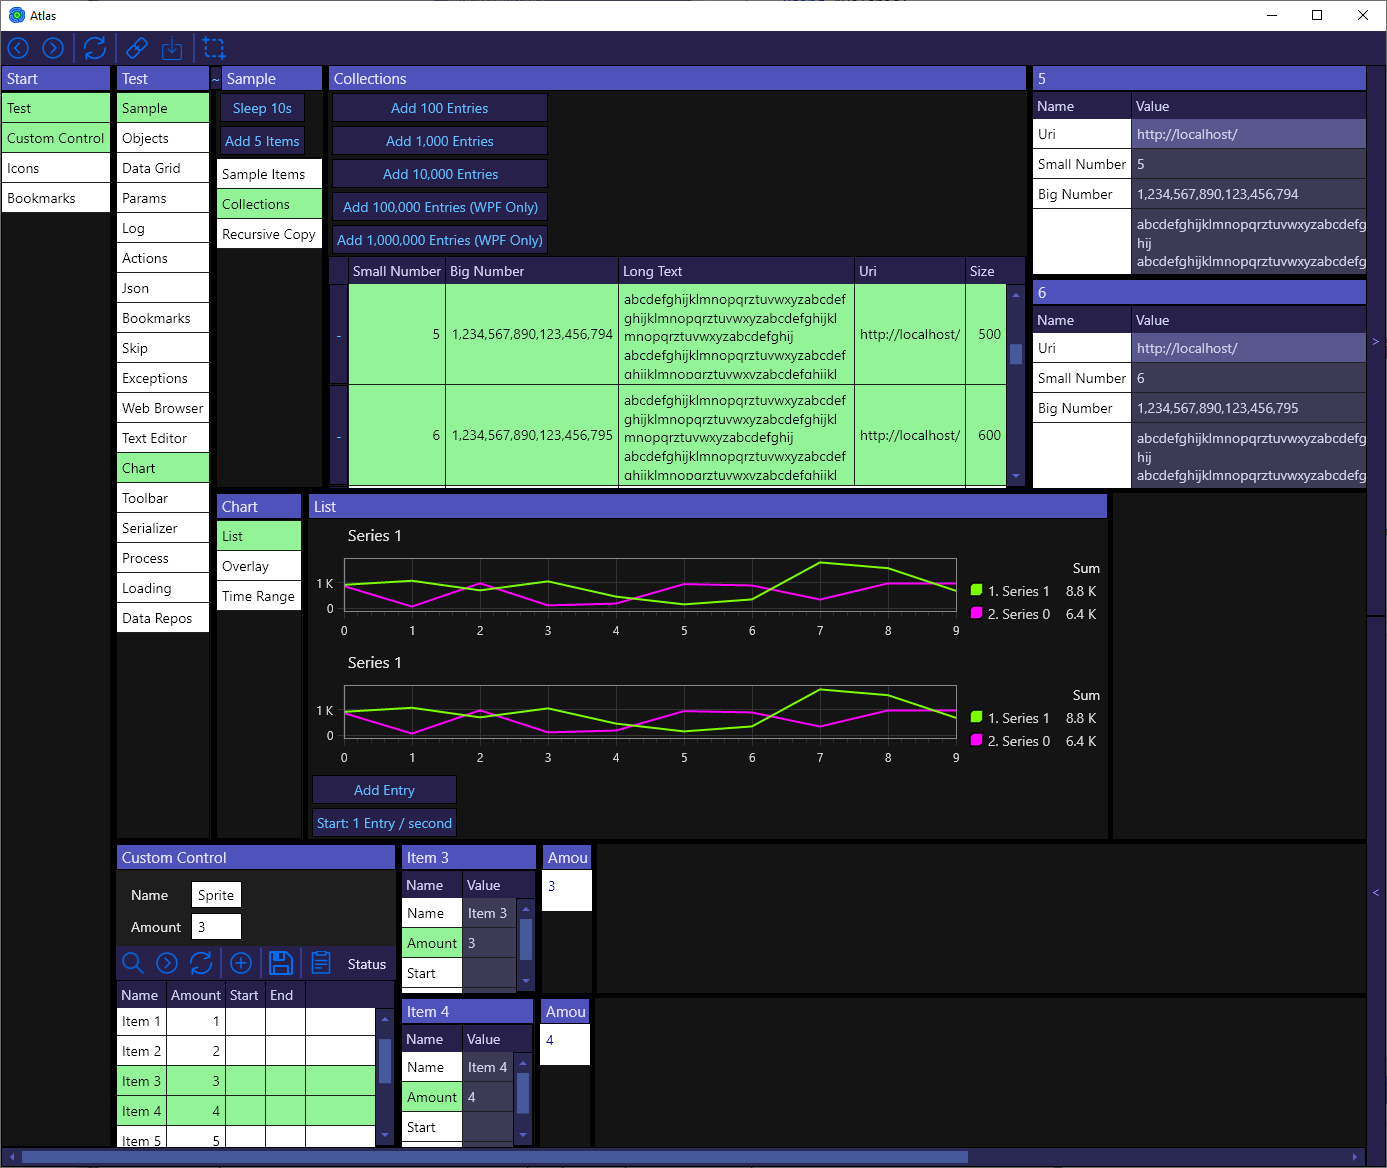 Atlas
Start
Test
Custom Control
Icons
Bookmarks
Test
Sample
Objects
Data Grid
Params
Log
Actions
Json
Bookmarks
Skip
Exceptions
Web Browser
Text Editor
Chart
Toolbar
Serializer
Process
Loading
Data Repos
~
Sample
Sleep 10s
Add 5 Items
Sample Items
Collections
Recursive Copy
Collections
Add 100 Entries
Add 1,000 Entries
Add 10,000 Entries
Add 100,000 Entries (WPF Only)
Add 1,000,000 Entries (WPF Only)
Small Number Big Number Long Text Uri Size
- 5 1,234,567,890,123,456,794 http://localhost/ 500
abcdefghijklmnopqrztuvwxyzabcdef
ghijklmnopqrztuvwxyzabcdefghijkl
mnopqrztuvwxyzabcdefghij
abcdefghijklmnopqrztuvwxyzabcdef
ghijklmnopqrztuvwxyzabcdefghijkl
- 6 1,234,567,890,123,456,795 http://localhost/ 600
abcdefghijklmnopqrztuvwxyzabcdef
ghijklmnopqrztuvwxyzabcdefghijkl
mnopqrztuvwxyzabcdefghij
abcdefghijklmnopqrztuvwxyzabcdef
ghijklmnopqrztuvwxyzabcdefghijkl
5
Name Value
Uri http://localhost/
Small Number 5
Big Number 1,234,567,890,123,456,794
abcdefghijklmnopqrztuvwxyzabcdefg
hij
abcdefghijklmnopqrztuvwxyzabcdefg
6
Name Value
Uri http://localhost/
Small Number 6
Big Number 1,234,567,890,123,456,795
abcdefghijklmnopqrztuvwxyzabcdefg
hij
abcdefghijklmnopqrztuvwxyzabcdefg
>
<
Chart
List
Overlay
Time Range
List
Series 1
1 K
0
0 1 2 3 4 5 6 7 8 9
Sum
1. Series 1 8.8 K
2. Series 0 6.4 K
Series 1
1 K
0
0 1 2 3 4 5 6 7 8 9
Sum
1. Series 1 8.8 K
2. Series 0 6.4 K
Add Entry
Start: 1 Entry / second
Custom Control
Name Sprite
Amount 3
Status
Name Amount Start End
Item 1 1
Item 2 2
Item 3 3
Item 4 4
Item 5 5
Item 3
Name Value
Name Item 3
Amount 3
Start
Amou
3
Item 4
Name Value
Name Item 4
Amount 4
Start
Amou
4